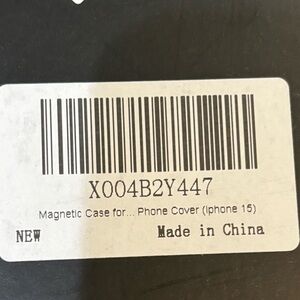 X004B2Y447
Magnetic Case for... Phone Cover (Iphone 15)
NEW Made in China